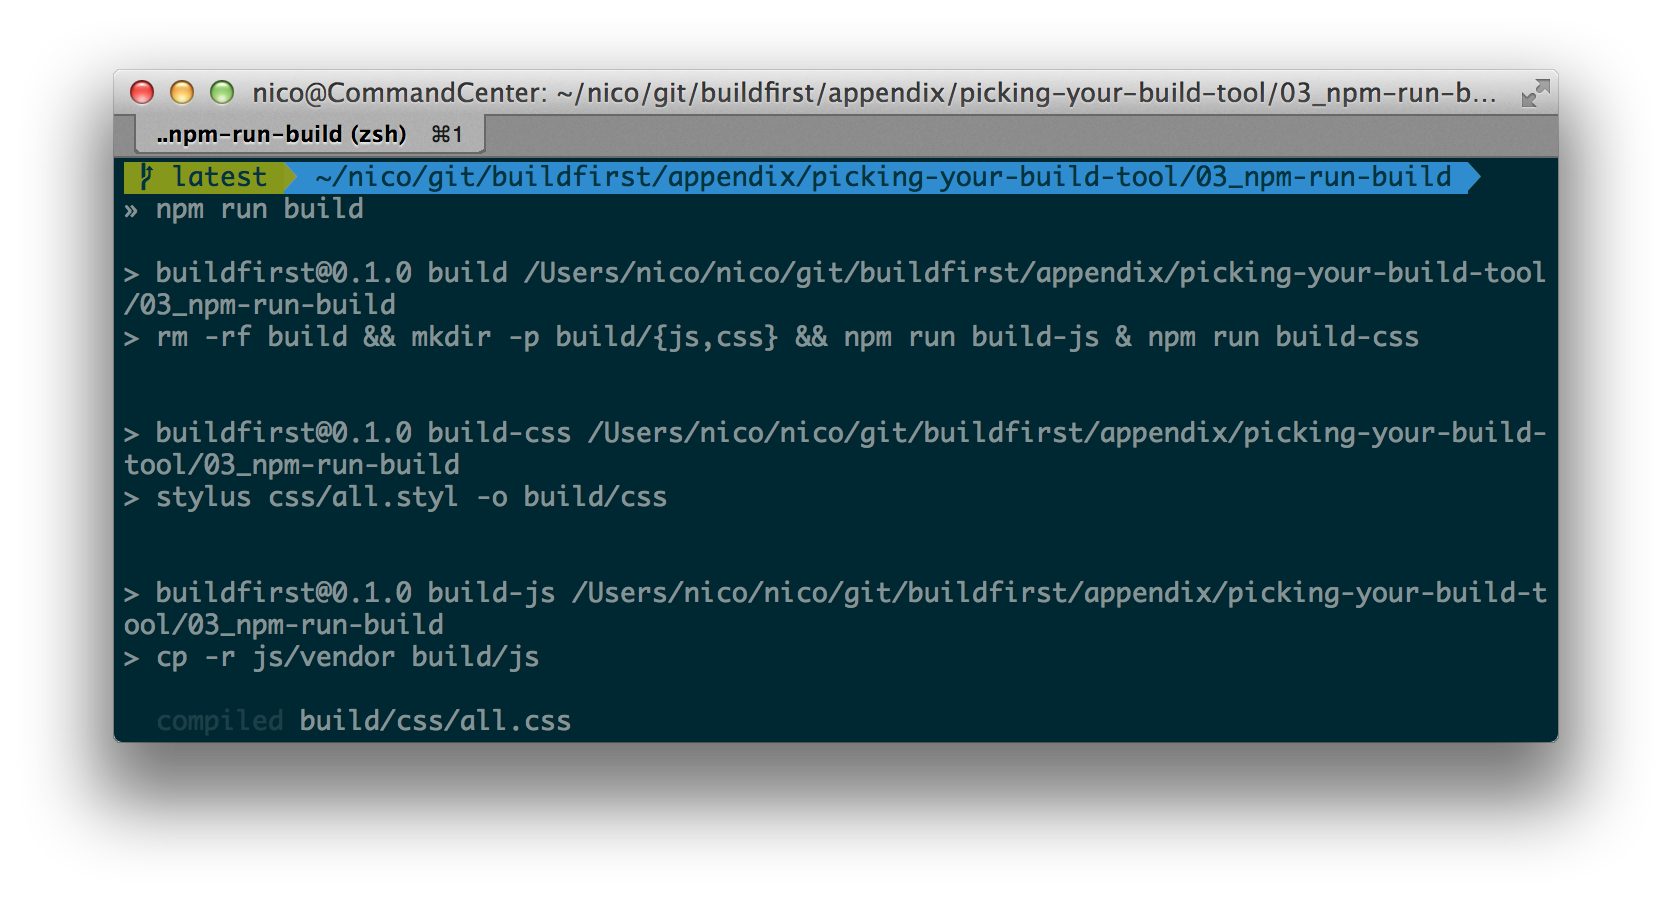 nico@CommandCenter: ~/nico/git/buildfirst/appendix/picking-your-build-tool/03_npm-run-b...
..npm-run-build (zsh) ⌘1
latest ~/nico/git/buildfirst/appendix/picking-your-build-tool/03_npm-run-build
» npm run build
> buildfirst@0.1.0 build /Users/nico/nico/git/buildfirst/appendix/picking-your-build-tool
/03_npm-run-build
> rm -rf build && mkdir -p build/{js,css} && npm run build-js & npm run build-css
> buildfirst@0.1.0 build-css /Users/nico/nico/git/buildfirst/appendix/picking-your-build-
tool/03_npm-run-build
> stylus css/all.styl -o build/css
> buildfirst@0.1.0 build-js /Users/nico/nico/git/buildfirst/appendix/picking-your-build-t
ool/03_npm-run-build
> cp -r js/vendor build/js
compiled build/css/all.css